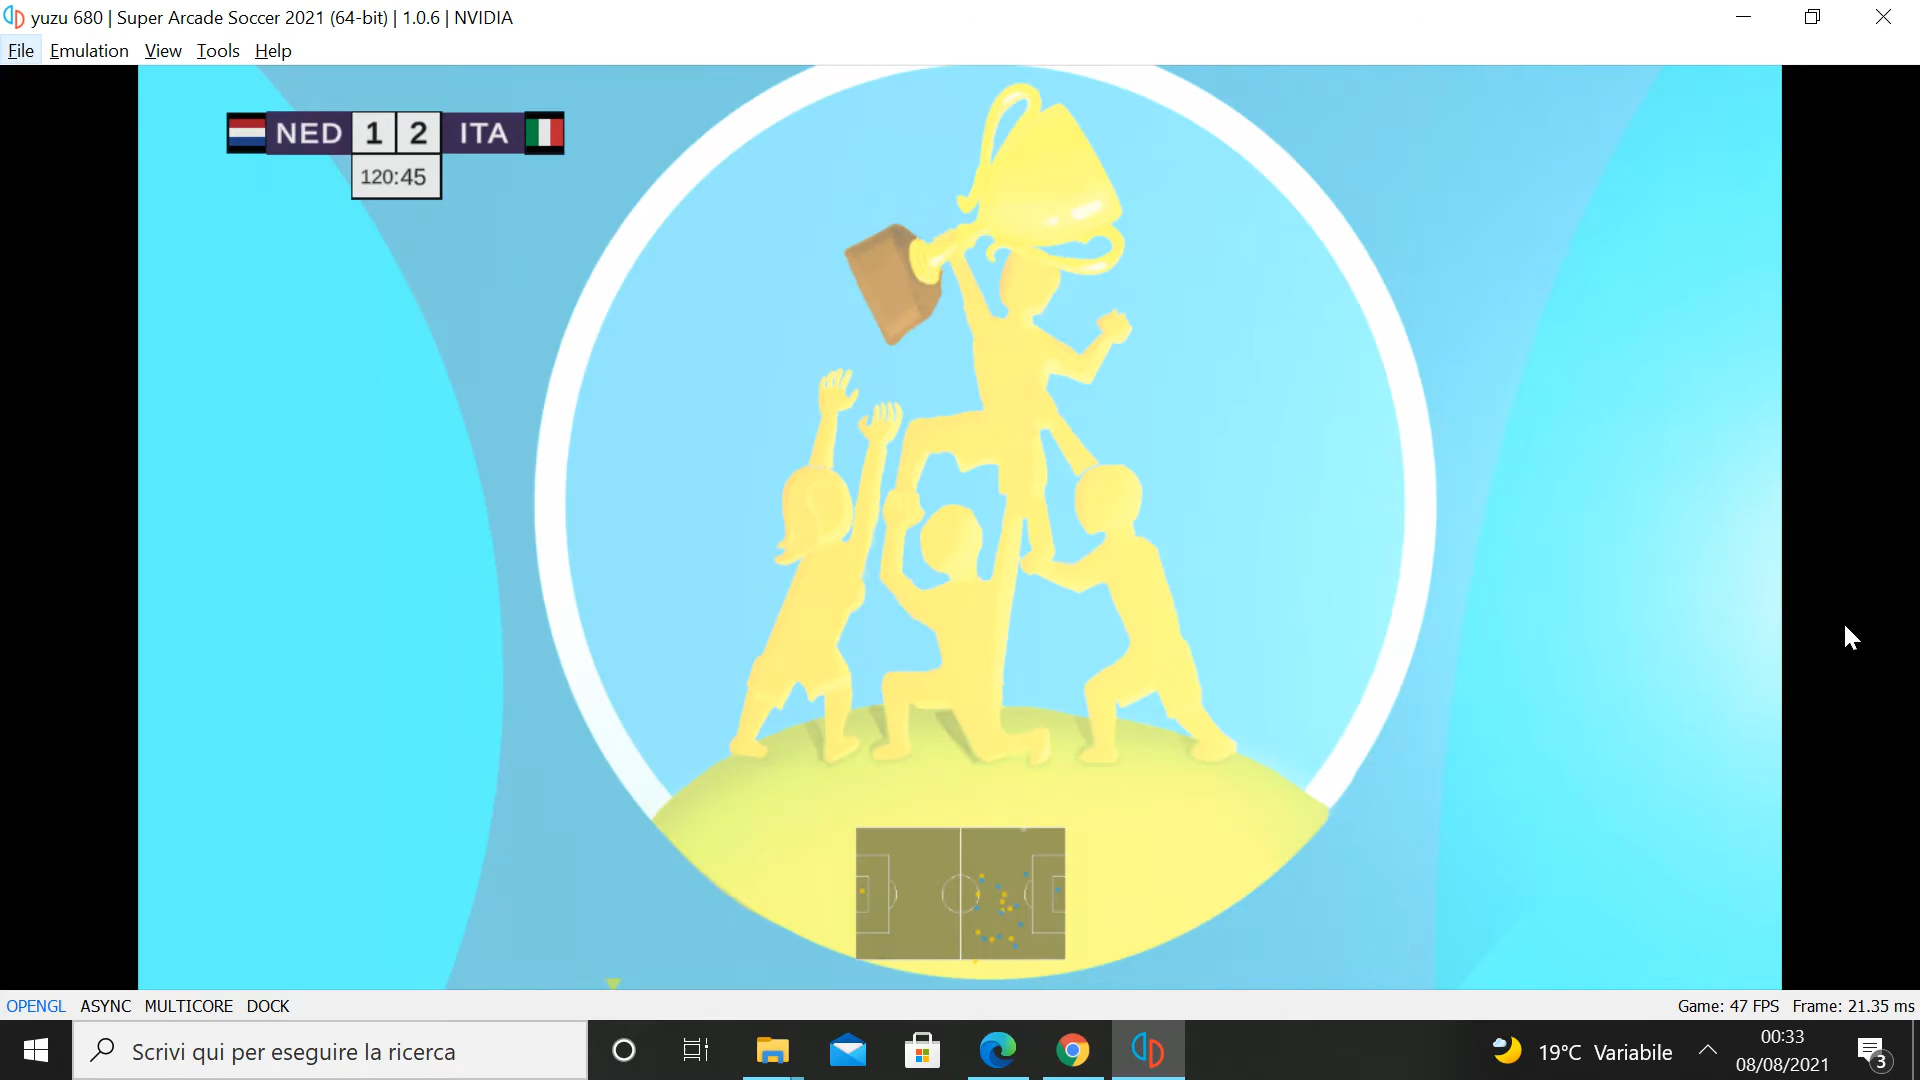 yuzu 680 | Super Arcade Soccer 2021 (64-bit) | 1.0.6 | NVIDIA
File Emulation View Tools Help
NED 1 2 ITA
120:45
OPENGL ASYNC MULTICORE DOCK
Game: 47 FPS Frame: 21.35 ms
Scrivi qui per eseguire la ricerca
19°C Variabile
00:33
08/08/2021
3